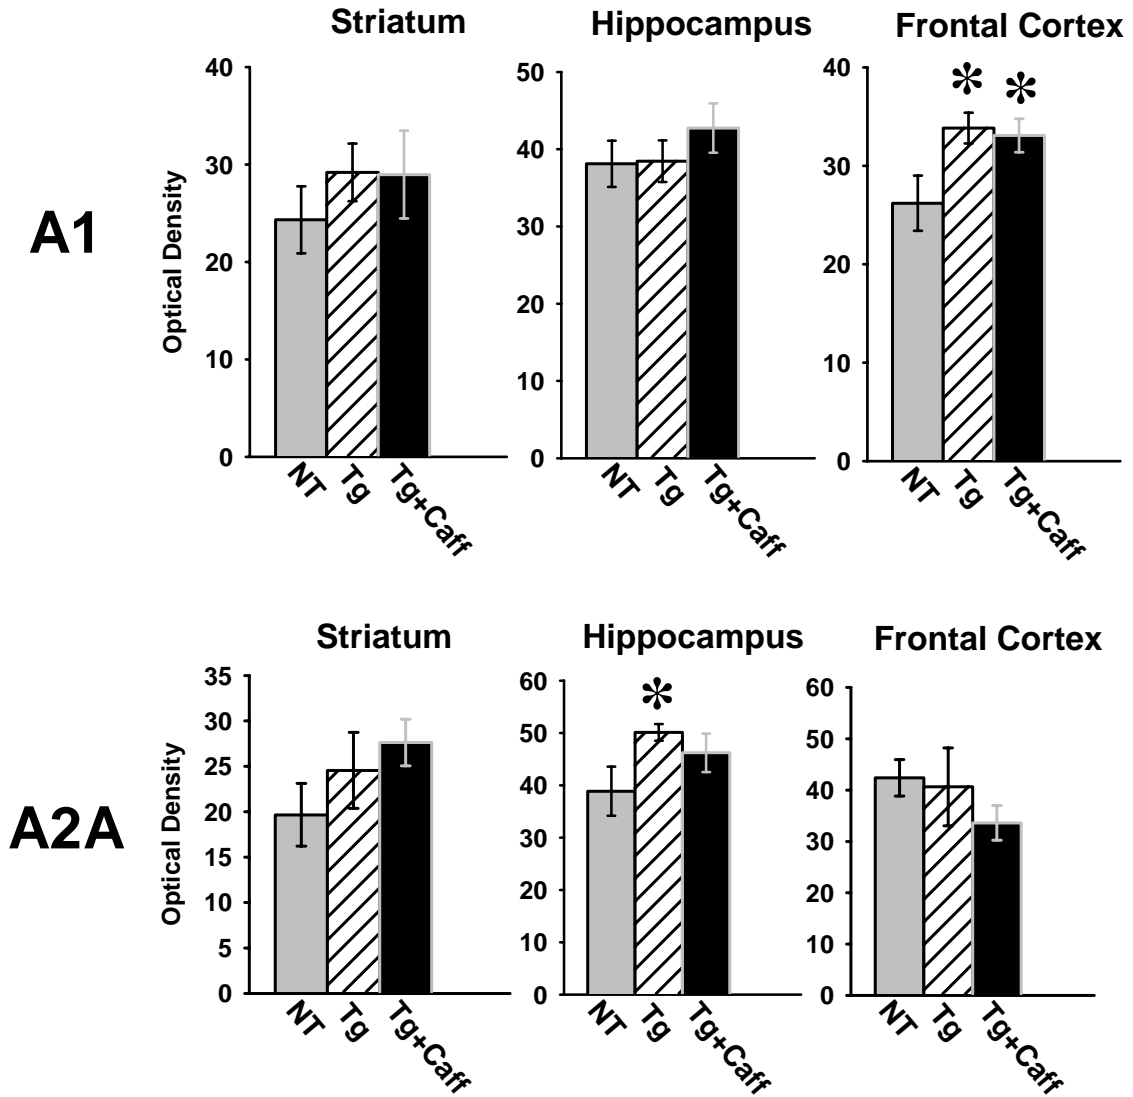 Striatum
Hippocampus
Frontal Cortex
A1
Optical Density
40
30
20
10
0
NT
Tg
Tg+Caff
50
40
30
20
10
0
NT
Tg
Tg+Caff
40
30
20
10
0
NT
Tg
Tg+Caff
*
*
Striatum
Hippocampus
Frontal Cortex
A2A
Optical Density
35
30
25
20
15
10
5
0
NT
Tg
Tg+Caff
60
50
40
30
20
10
0
*
NT
Tg
Tg+Caff
60
50
40
30
20
10
0
NT
Tg
Tg+Caff